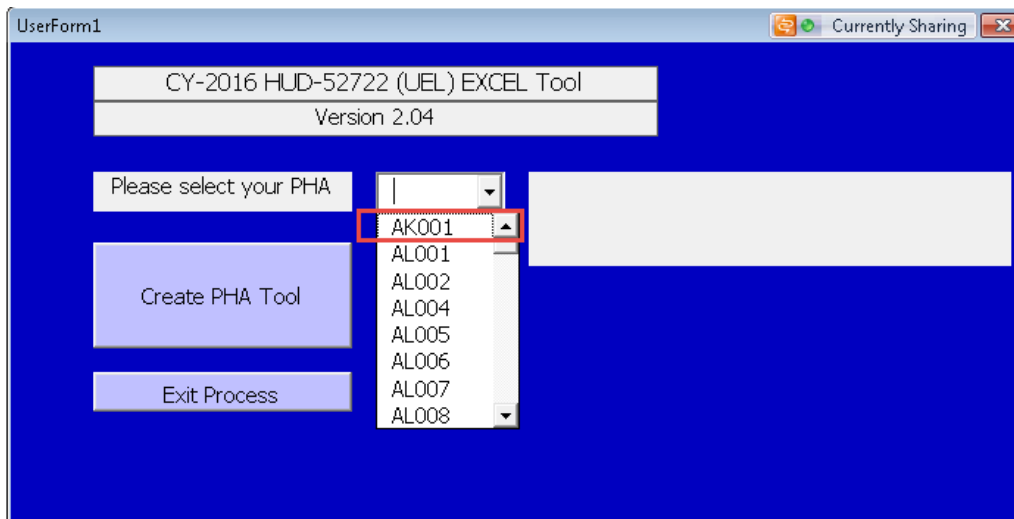 UserForm1
Currently Sharing
CY-2016 HUD-52722 (UEL) EXCEL Tool
Version 2.04
Please select your PHA
AK001
AL001
AL002
AL004
AL005
AL006
AL007
AL008
Create PHA Tool
Exit Process